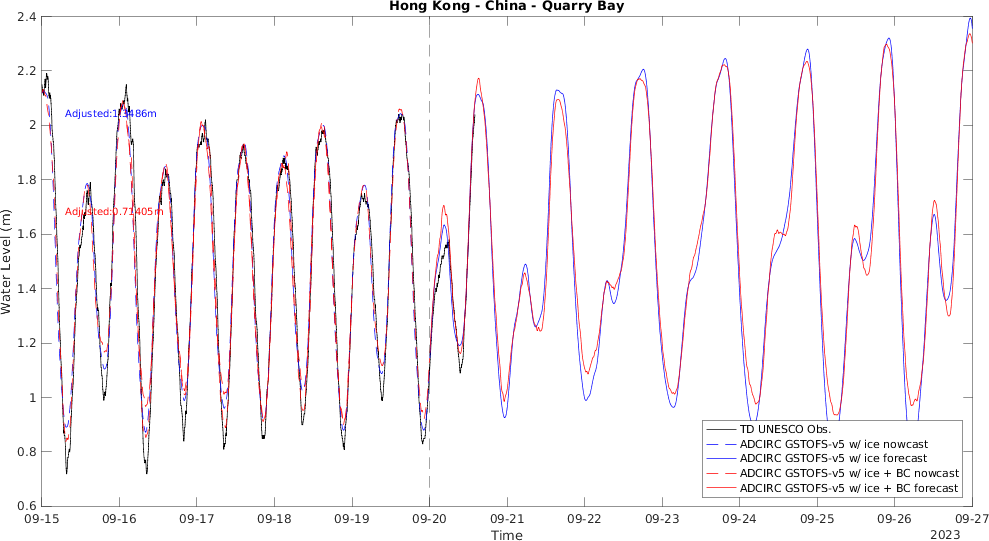 Hong Kong - China - Quarry Bay
Water Level (m)
2.4
2.2
2
1.8
1.6
1.4
1.2
1
0.8
0.6
Adjusted:1.3486m
Adjusted:0.71405m
TD UNESCO Obs.
ADCIRC GSTOFS-v5 w/ ice nowcast
ADCIRC GSTOFS-v5 w/ ice forecast
ADCIRC GSTOFS-v5 w/ ice + BC nowcast
ADCIRC GSTOFS-v5 w/ ice + BC forecast
09-15 09-16 09-17 09-18 09-19 09-20 09-21 09-22 09-23 09-24 09-25 09-26 09-27
Time
2023